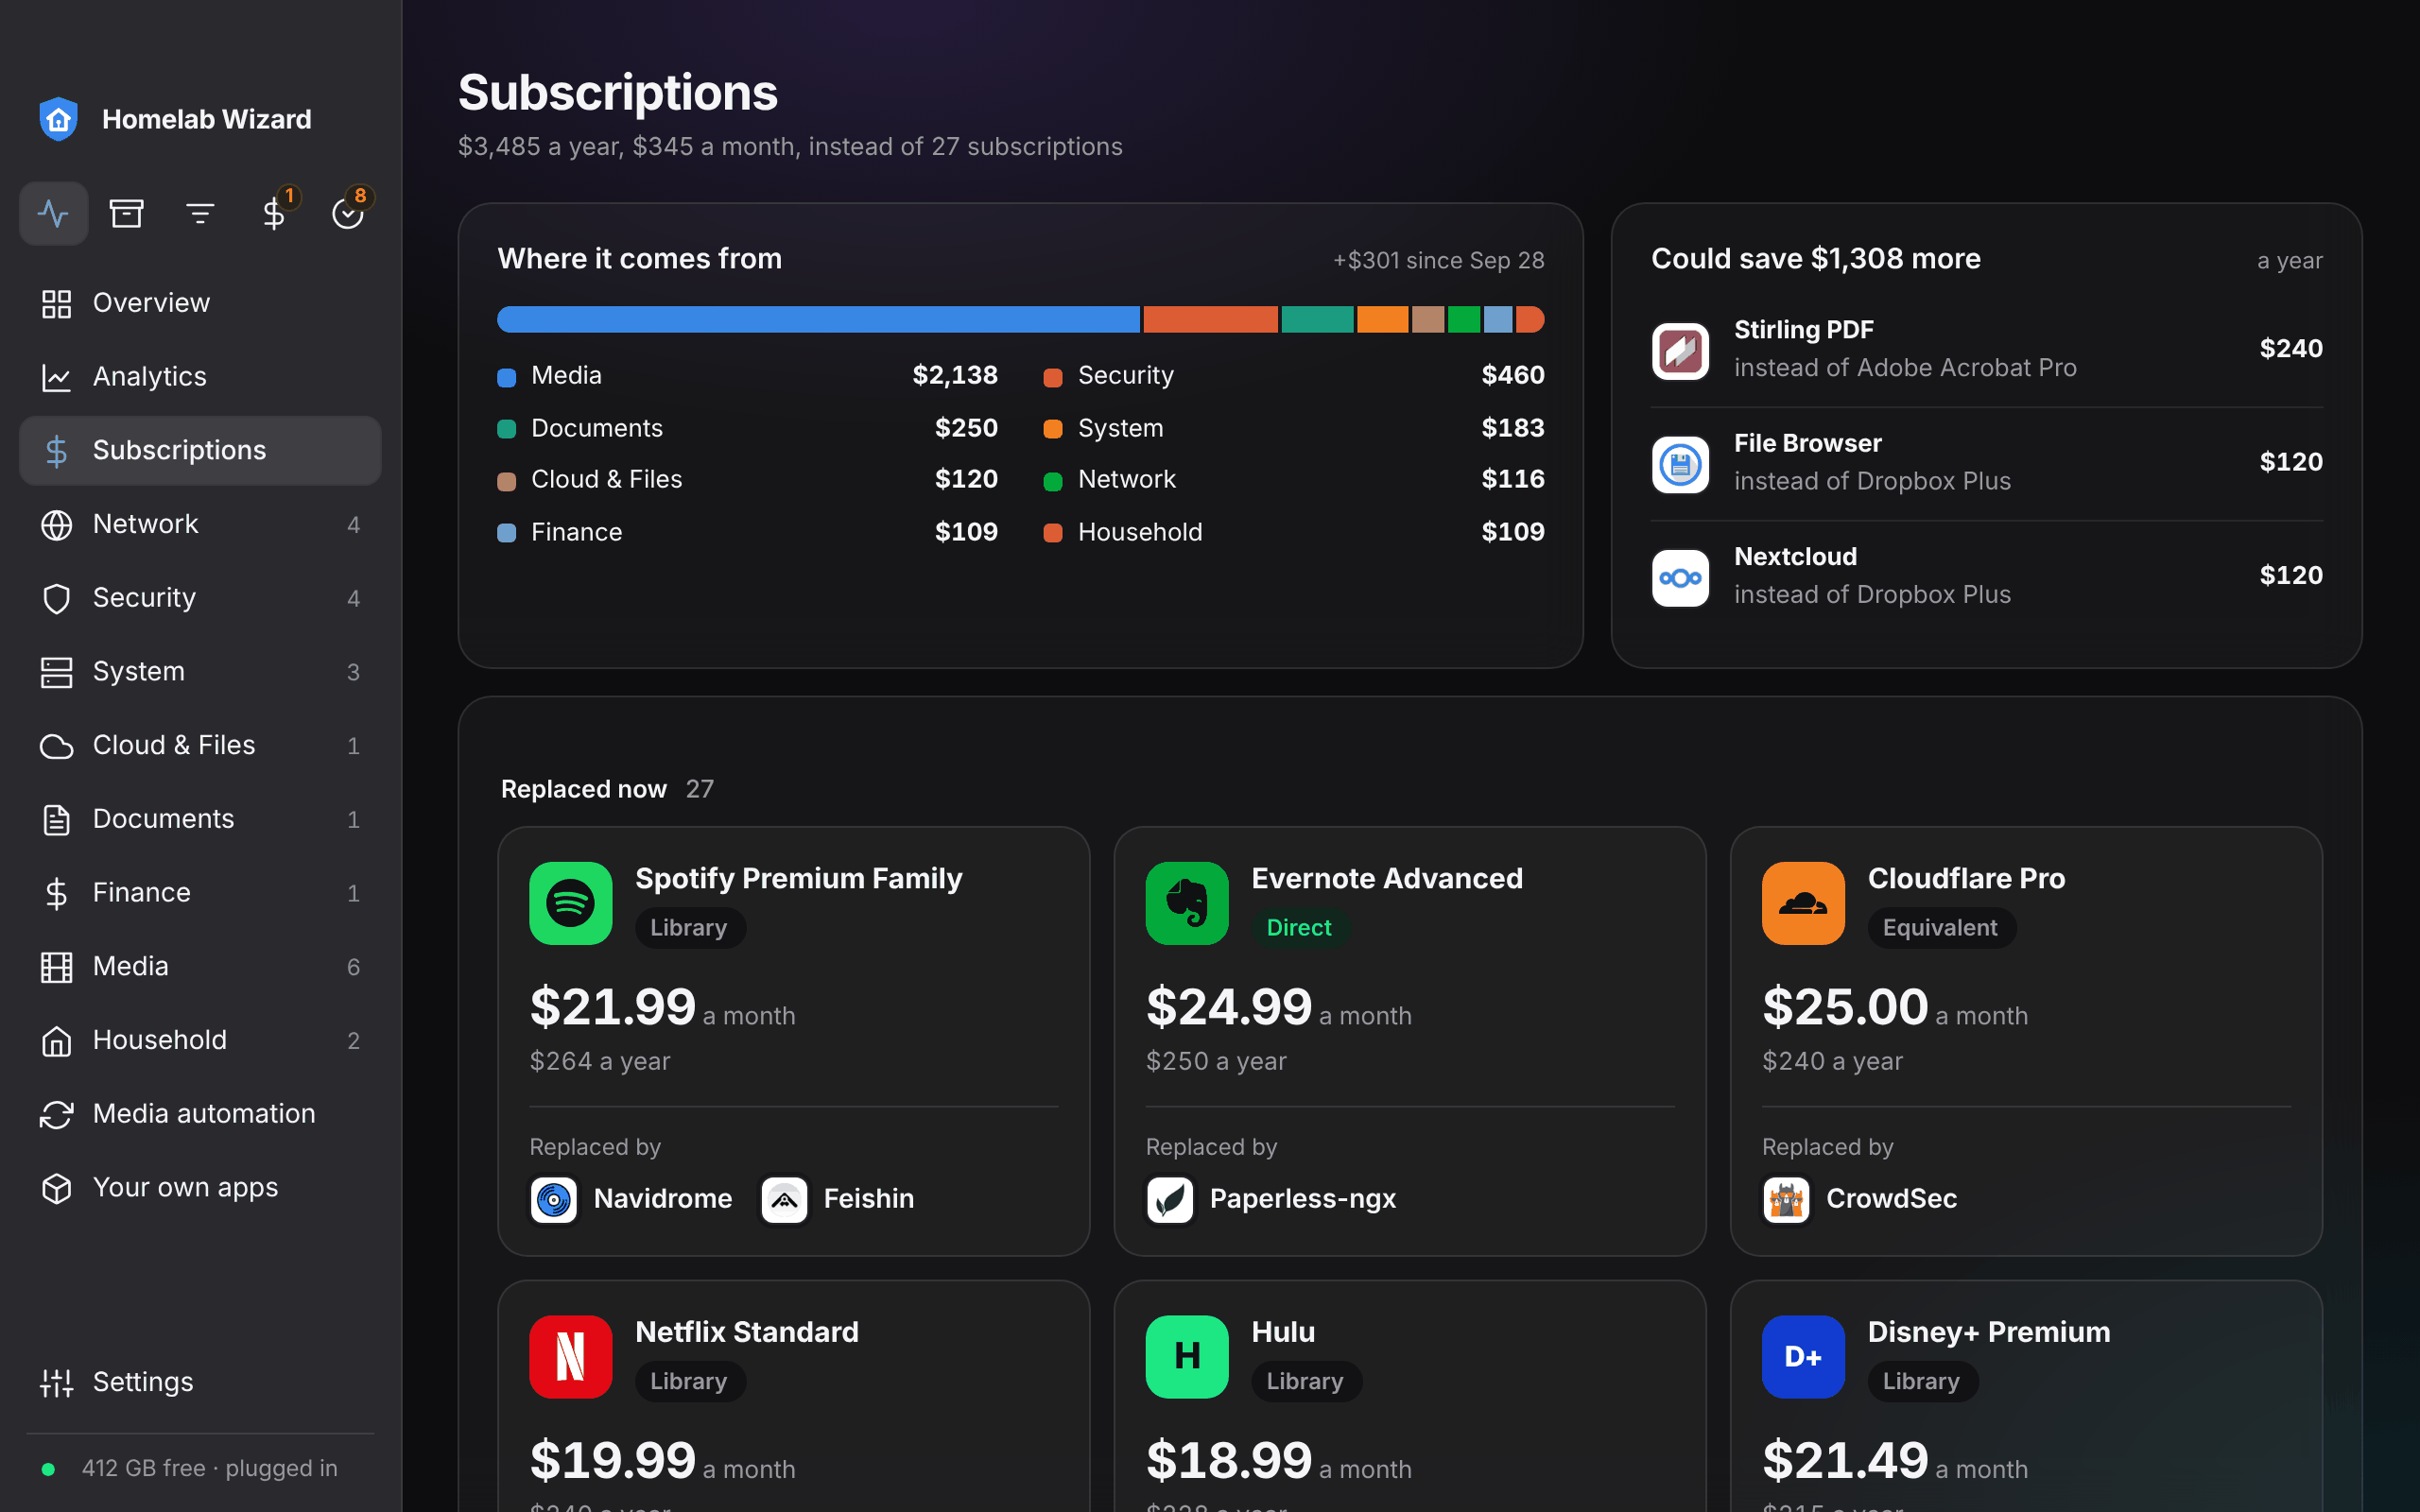 Homelab Wizard
1
8
Overview
Analytics
Subscriptions
Network 4
Security 4
System 3
Cloud & Files 1
Documents 1
Finance 1
Media 6
Household 2
Media automation
Your own apps
Settings
412 GB free · plugged in
Subscriptions
$3,485 a year, $345 a month, instead of 27 subscriptions
Where it comes from +$301 since Sep 28
Media $2,138 Security $460
Documents $250 System $183
Cloud & Files $120 Network $116
Finance $109 Household $109
Could save $1,308 more a year
Stirling PDF
instead of Adobe Acrobat Pro
$240
File Browser
instead of Dropbox Plus
$120
Nextcloud
instead of Dropbox Plus
$120
Replaced now 27
Spotify Premium Family
Library
$21.99 a month
$264 a year
Replaced by
Navidrome Feishin
Evernote Advanced
Direct
$24.99 a month
$250 a year
Replaced by
Paperless-ngx
Cloudflare Pro
Equivalent
$25.00 a month
$240 a year
Replaced by
CrowdSec
N
Netflix Standard
Library
$19.99 a month
H
Hulu
Library
$18.99 a month
D+
Disney+ Premium
Library
$21.49 a month